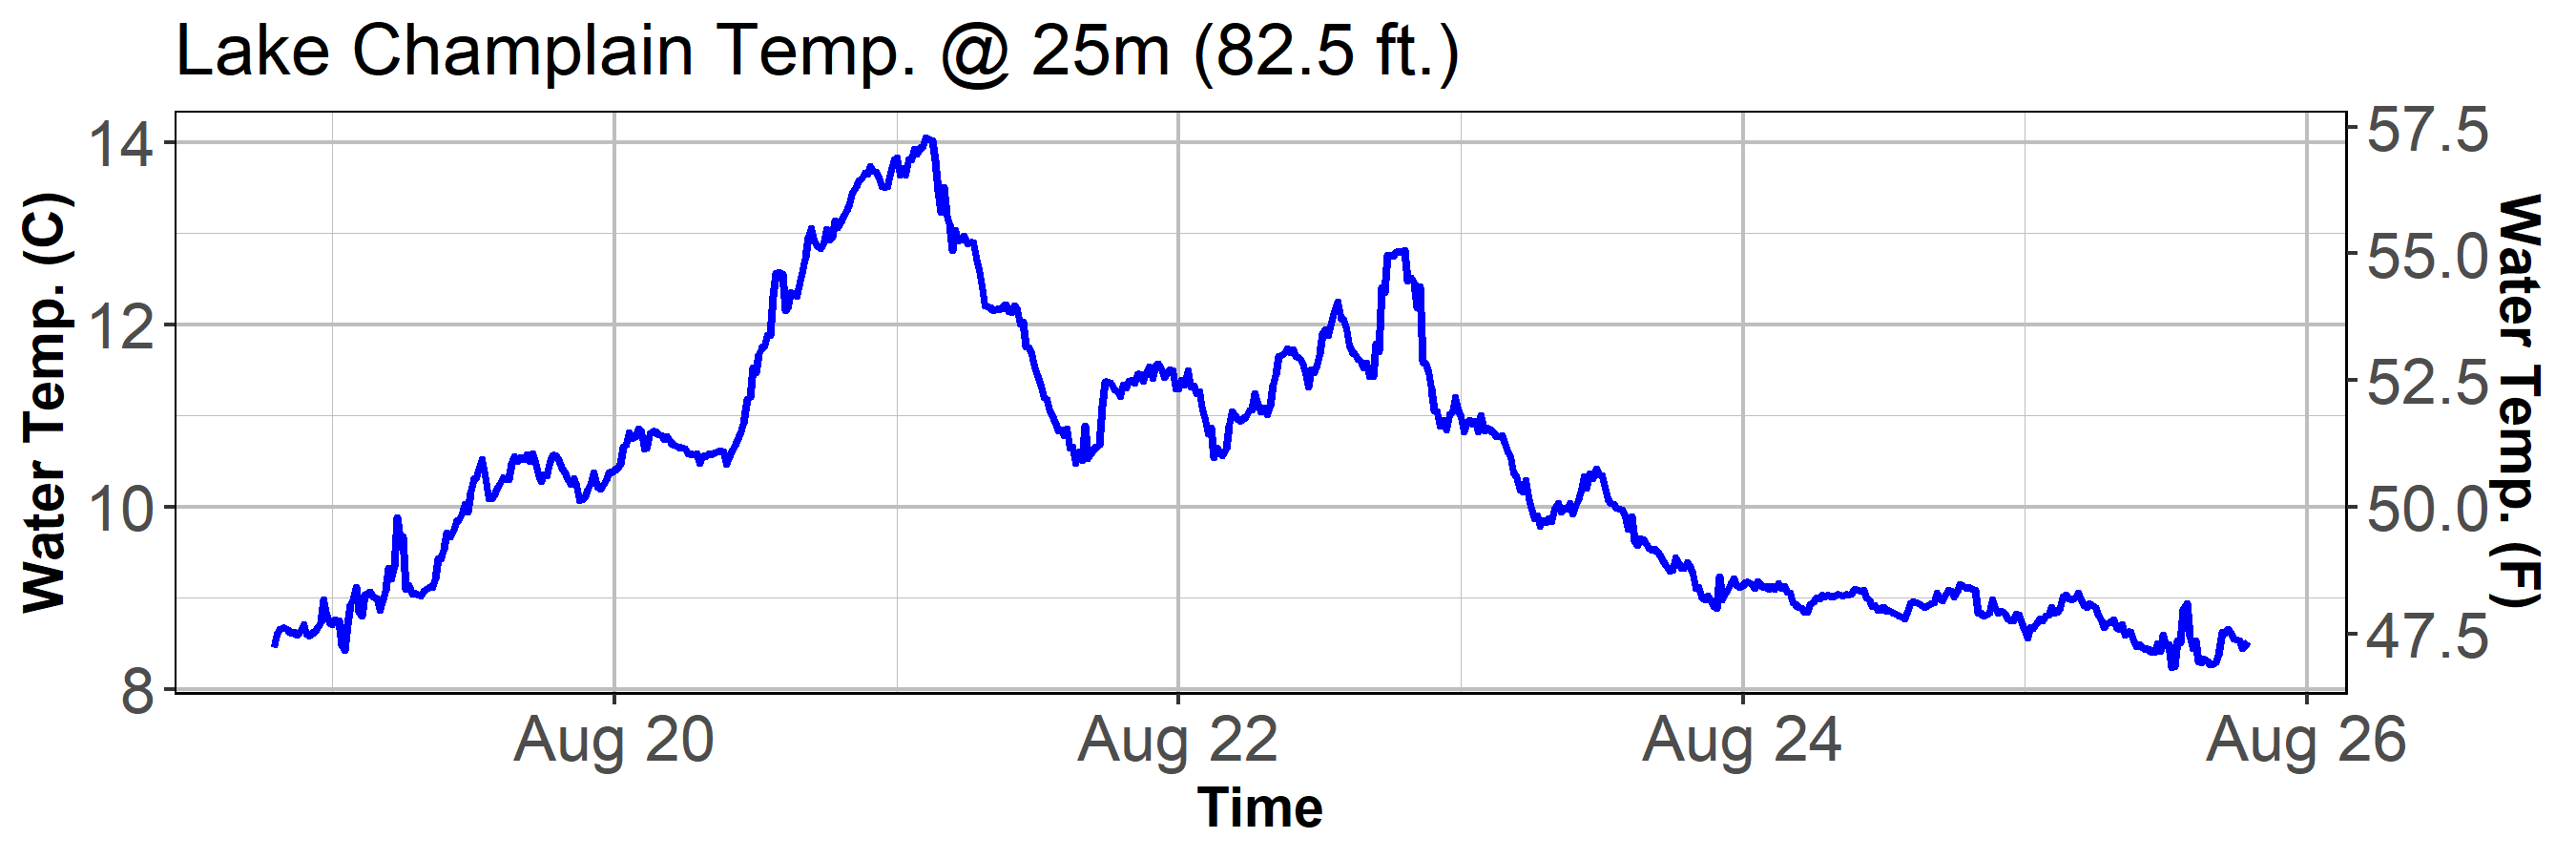 Lake Champlain Temp. @ 25m (82.5 ft.)
Water Temp. (C)
14
12
10
8
57.5
55.0
52.5
50.0
47.5
Water Temp. (F)
Aug 20
Aug 22
Aug 24
Aug 26
Time